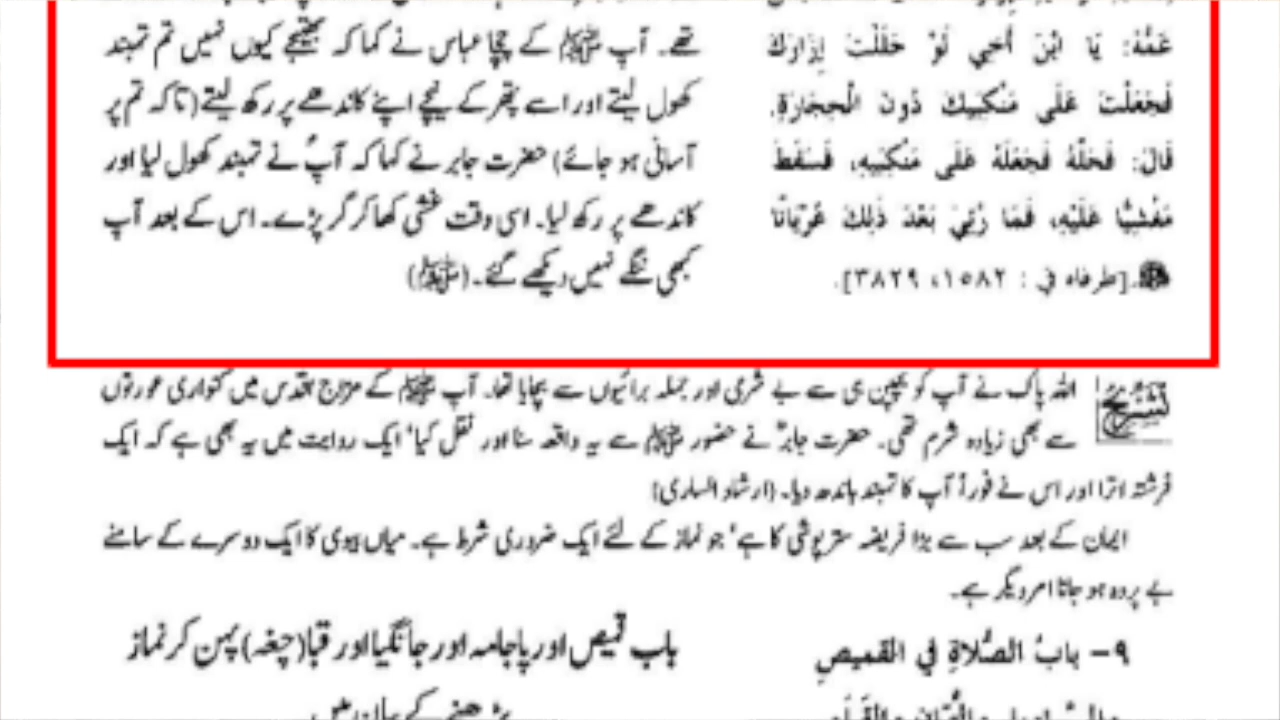 عَمُّهُ: يَا ابْنَ أَخِي لَوْ حَلَلْتَ إِزَارَكَ
فَجَعَلْتَ عَلَى مَنْكِبَيْكَ دُونَ الْحِجَارَةِ.
قَالَ: فَحَلَّهُ فَجَعَلَهُ عَلَى مَنْكِبَيْهِ، فَسَقَطَ
مَغْشِيًّا عَلَيْهِ، فَمَا رُئِيَ بَعْدَ ذَلِكَ عُرْيَانًا
ﷺ.[طرفاه في : ١٥٨٢، ٣٨٢٩].
تھے۔ آپ ﷺ کے چچا عباس نے کہا کہ بھتیجے کیوں نہیں تم تہبند
کھول لیتے اور اسے پتھر کے نیچے اپنے کاندھے پر رکھ لیتے (تاکہ تم پر
آسانی ہو جائے) حضرت جابر نے کہا کہ آپؐ نے تہبند کھول لیا اور
کاندھے پر رکھ لیا۔ اسی وقت غشی کھا کر گر پڑے۔ اس کے بعد آپ
کبھی ننگے نہیں دیکھے گئے۔ (ﷺ)
تشریح اللہ پاک نے آپ کو بچپن ہی سے بے شرمی اور جملہ برائیوں سے بچایا تھا۔ آپ ﷺ کے مزاج اقدس میں کنواری عورتوں
سے بھی زیادہ شرم تھی۔ حضرت جابرؓ نے حضور ﷺ سے یہ واقعہ سنا اور نقل کیا' ایک روایت میں یہ بھی ہے کہ ایک
فرشتہ اترا اور اس نے فوراً آپ کا تہبند باندھ دیا۔ (ارشاد الساری)
ایمان کے بعد سب سے بڑا فریضہ ستر پوشی کا ہے' جو نماز کے لئے ایک ضروری شرط ہے۔ میاں بیوی کا ایک دوسرے کے سامنے
بے پردہ ہو جانا امر دیگر ہے۔
٩- بابُ الصَّلاَةِ فِي القَمِيصِ
باب قمیص اور پاجامہ اور جانگیا اور قبا (چغہ) پہن کر نماز